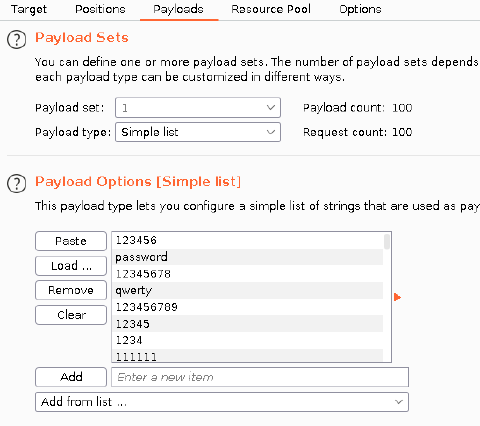 Target Positions Payloads Resource Pool Options
? Payload Sets
You can define one or more payload sets. The number of payload sets depends
each payload type can be customized in different ways.
Payload set: 1 Payload count: 100
Payload type: Simple list Request count: 100
? Payload Options [Simple list]
This payload type lets you configure a simple list of strings that are used as pay
Paste 123456
password
Load ... 12345678
Remove qwerty
123456789
Clear 12345
1234
111111
Add Enter a new item
Add from list ...